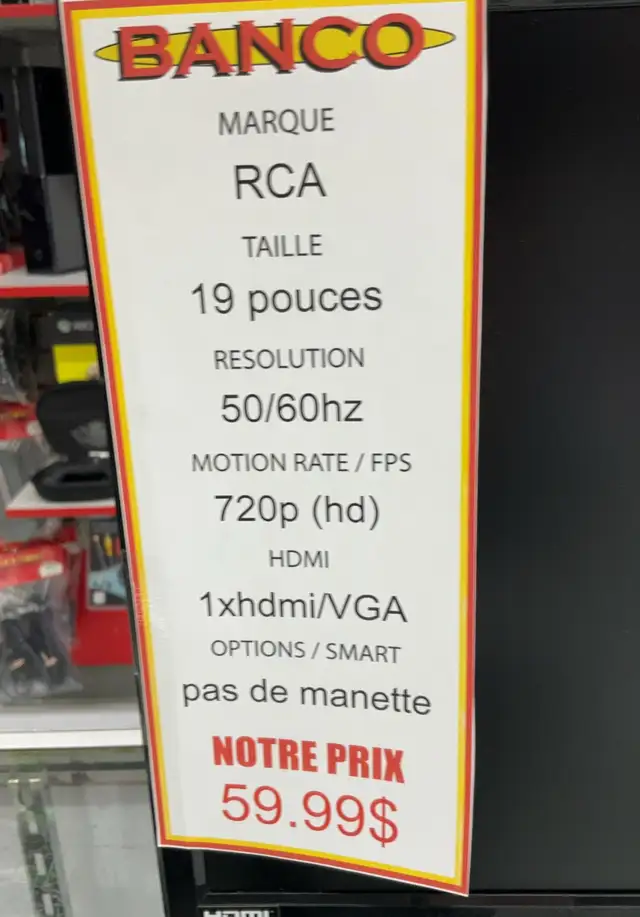 BANCO
MARQUE
RCA
TAILLE
19 pouces
RESOLUTION
50/60hz
MOTION RATE / FPS
720p (hd)
HDMI
1xhdmi/VGA
OPTIONS / SMART
pas de manette
NOTRE PRIX
59.99$
HDMI